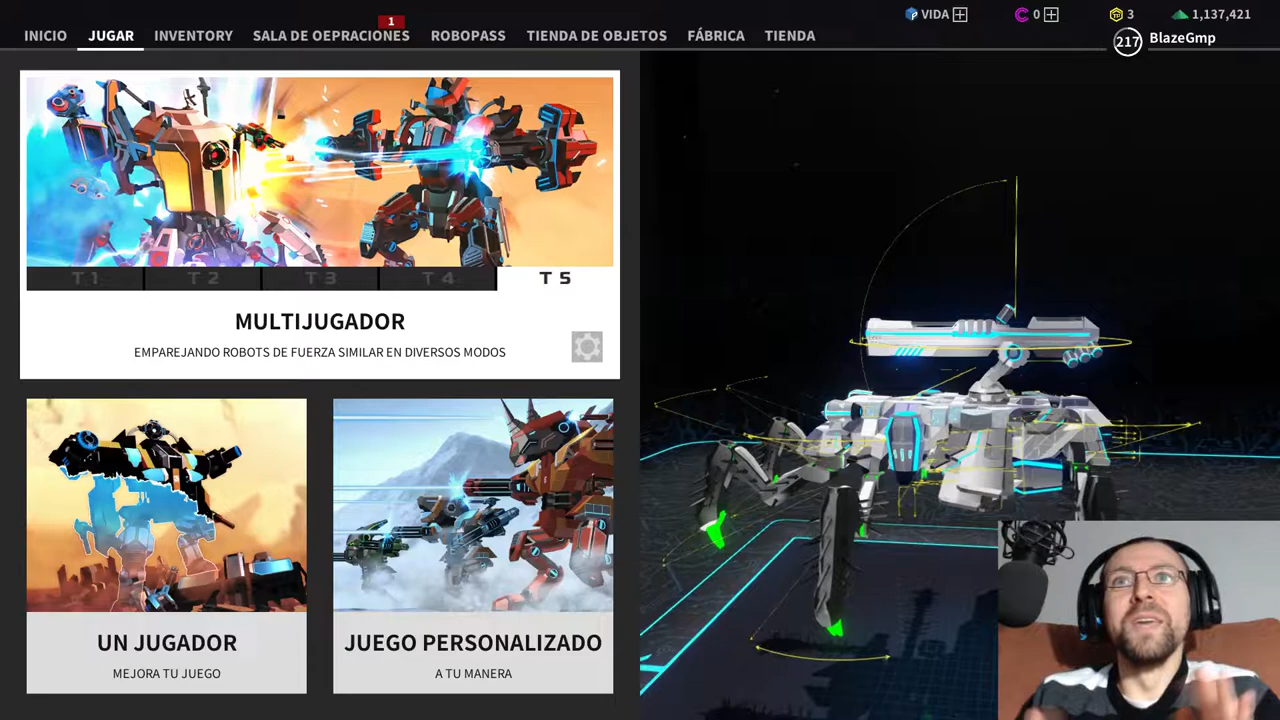 VIDA
0
3
1,137,421
1
INICIO
JUGAR
INVENTORY
SALA DE OEPRACIONES
ROBOPASS
TIENDA DE OBJETOS
FÁBRICA
TIENDA
217
BlazeGmp
T1
T2
T3
T4
T5
MULTIJUGADOR
EMPAREJANDO ROBOTS DE FUERZA SIMILAR EN DIVERSOS MODOS
UN JUGADOR
MEJORA TU JUEGO
JUEGO PERSONALIZADO
A TU MANERA